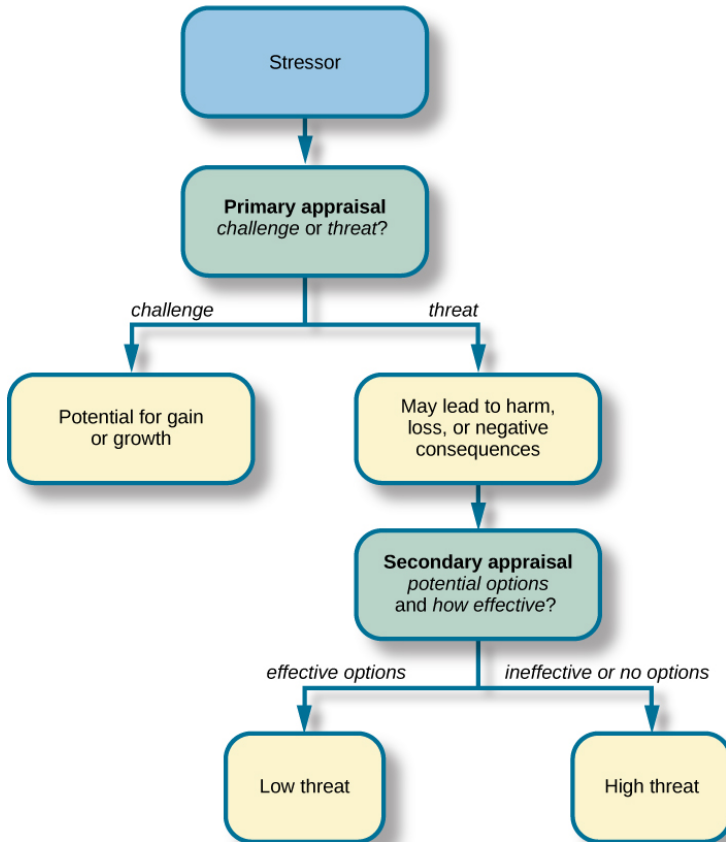 Stressor
Primary appraisal
challenge or threat?
challenge
threat
Potential for gain
or growth
May lead to harm,
loss, or negative
consequences
Secondary appraisal
potential options
and how effective?
effective options
ineffective or no options
Low threat
High threat